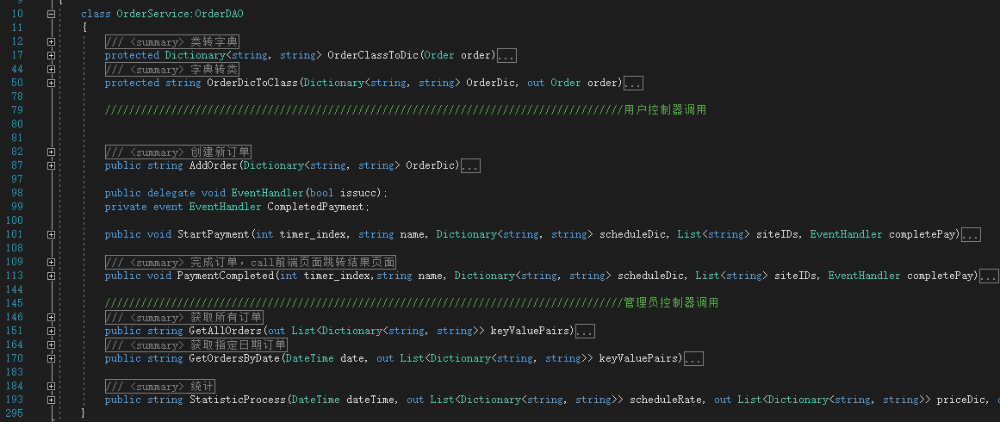 10 class OrderService:OrderDAO
11 {
12 /// <summary> 类转字典
17 protected Dictionary<string, string> OrderClassToDic(Order order)...
44 /// <summary> 字典转类
50 protected string OrderDicToClass(Dictionary<string, string> OrderDic, out Order order)...
78
79 //////////////////////////////////////////////////////////////////////////////////////用户控制器调用
80
81
82 /// <summary> 创建新订单
87 public string AddOrder(Dictionary<string, string> OrderDic)...
97
98 public delegate void EventHandler(bool issucc);
99 private event EventHandler CompletedPayment;
100
101 public void StartPayment(int timer_index, string name, Dictionary<string, string> scheduleDic, List<string> siteIDs, EventHandler completePay)...
108
109 /// <summary> 完成订单，call前端页面跳转结果页面
113 public void PaymentCompleted(int timer_index,string name, Dictionary<string, string> scheduleDic, List<string> siteIDs, EventHandler completePay)...
144
145 //////////////////////////////////////////////////////////////////////////////////////管理员控制器调用
146 /// <summary> 获取所有订单
151 public string GetAllOrders(out List<Dictionary<string, string>> keyValuePairs)...
164 /// <summary> 获取指定日期订单
170 public string GetOrdersByDate(DateTime date, out List<Dictionary<string, string>> keyValuePairs)...
183
184 /// <summary> 统计
193 public string StatisticProcess(DateTime dateTime, out List<Dictionary<string, string>> scheduleRate, out List<Dictionary<string, string>> priceDic,
295 }